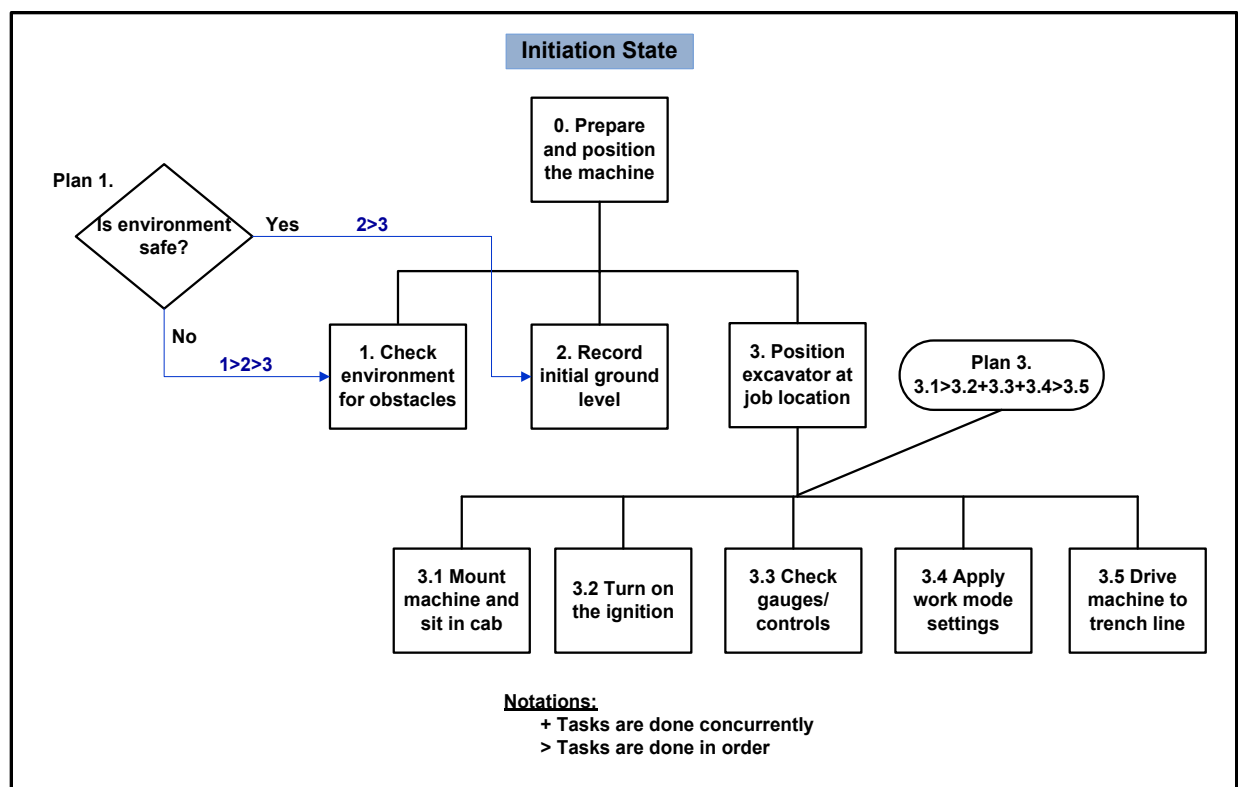 Initiation State
0. Prepare
and position
the machine
Plan 1.
Is environment
safe?
Yes
2>3
No
1>2>3
1. Check
environment
for obstacles
2. Record
initial ground
level
3. Position
excavator at
job location
Plan 3.
3.1>3.2+3.3+3.4>3.5
3.1 Mount
machine and
sit in cab
3.2 Turn on
the ignition
3.3 Check
gauges/
controls
3.4 Apply
work mode
settings
3.5 Drive
machine to
trench line
Notations:
+ Tasks are done concurrently
> Tasks are done in order